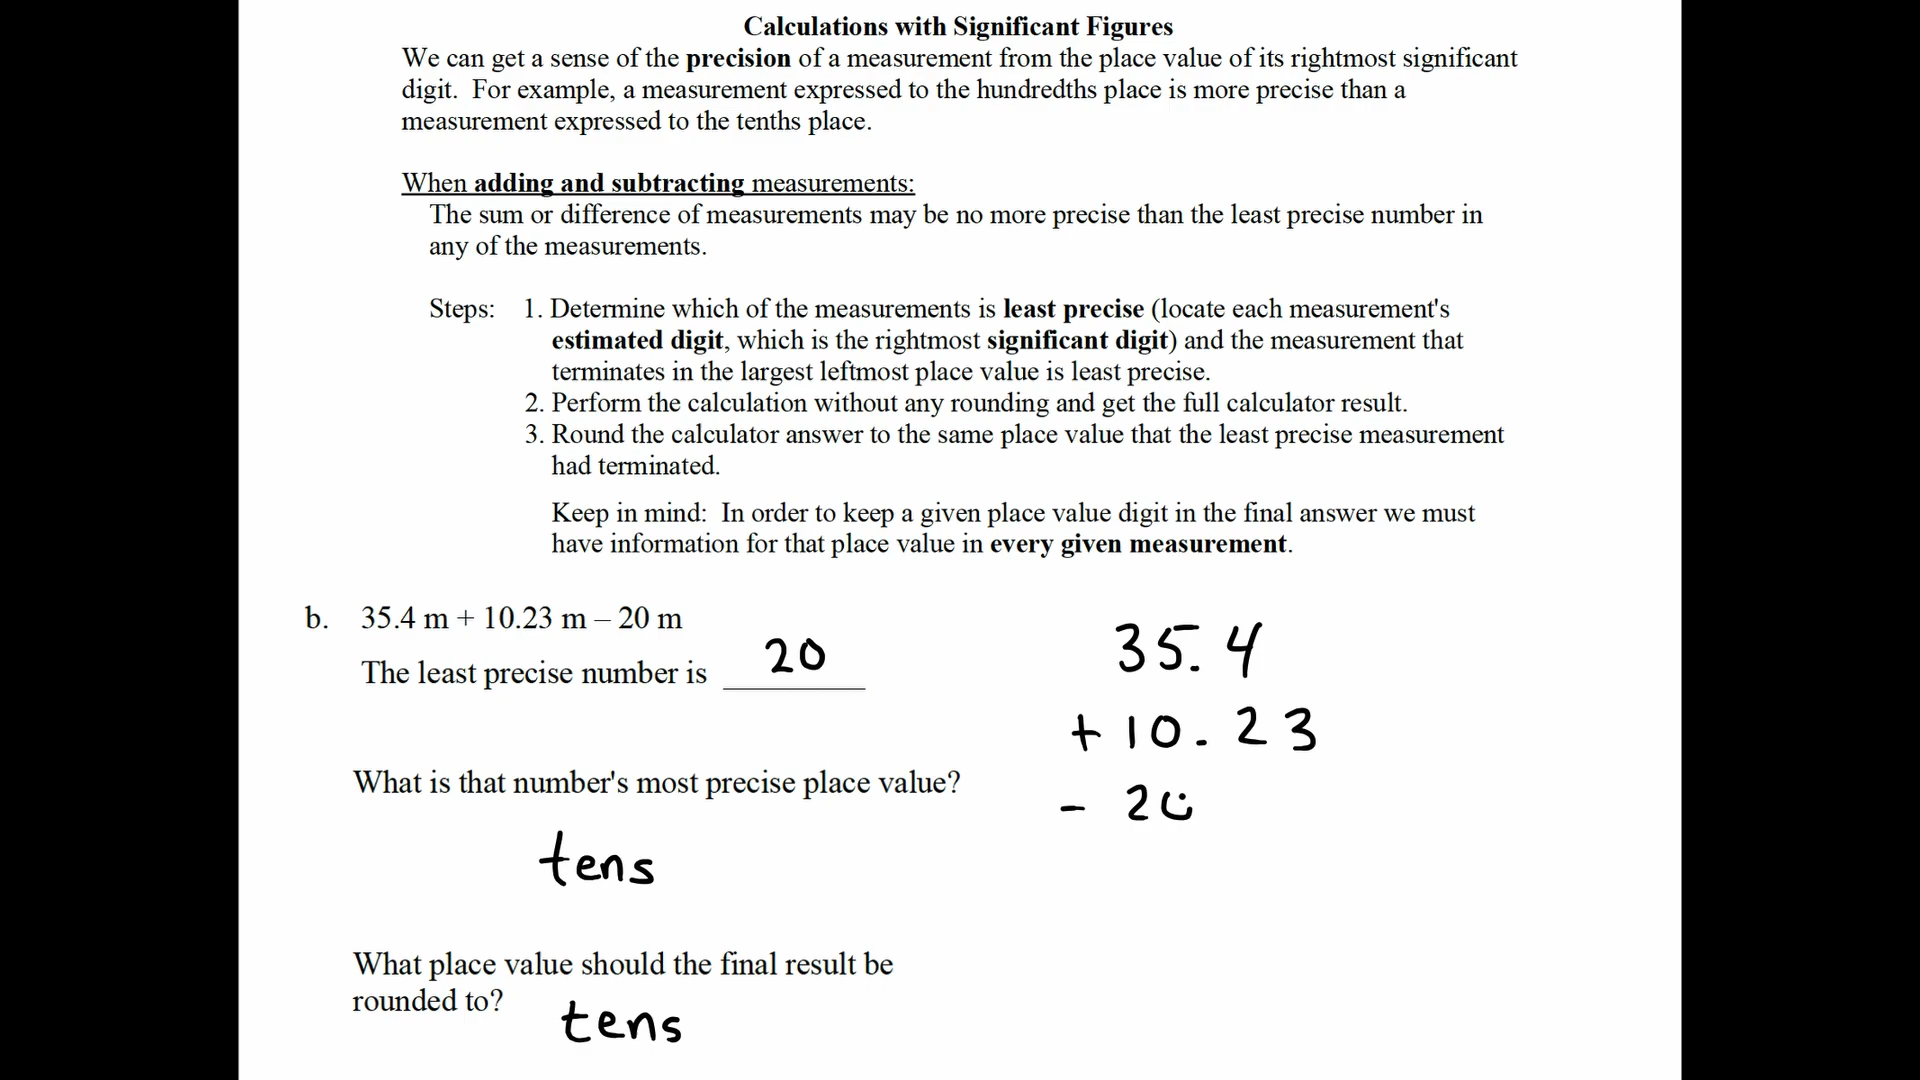 Calculations with Significant Figures
We can get a sense of the precision of a measurement from the place value of its rightmost significant
digit. For example, a measurement expressed to the hundredths place is more precise than a
measurement expressed to the tenths place.
When adding and subtracting measurements:
The sum or difference of measurements may be no more precise than the least precise number in
any of the measurements.
Steps: 1. Determine which of the measurements is least precise (locate each measurement's
estimated digit, which is the rightmost significant digit) and the measurement that
terminates in the largest leftmost place value is least precise.
2. Perform the calculation without any rounding and get the full calculator result.
3. Round the calculator answer to the same place value that the least precise measurement
had terminated.
Keep in mind: In order to keep a given place value digit in the final answer we must
have information for that place value in every given measurement.
b. 35.4 m + 10.23 m – 20 m
The least precise number is 20
What is that number's most precise place value?
tens
What place value should the final result be
rounded to? tens
35.4
+ 10.23
- 20